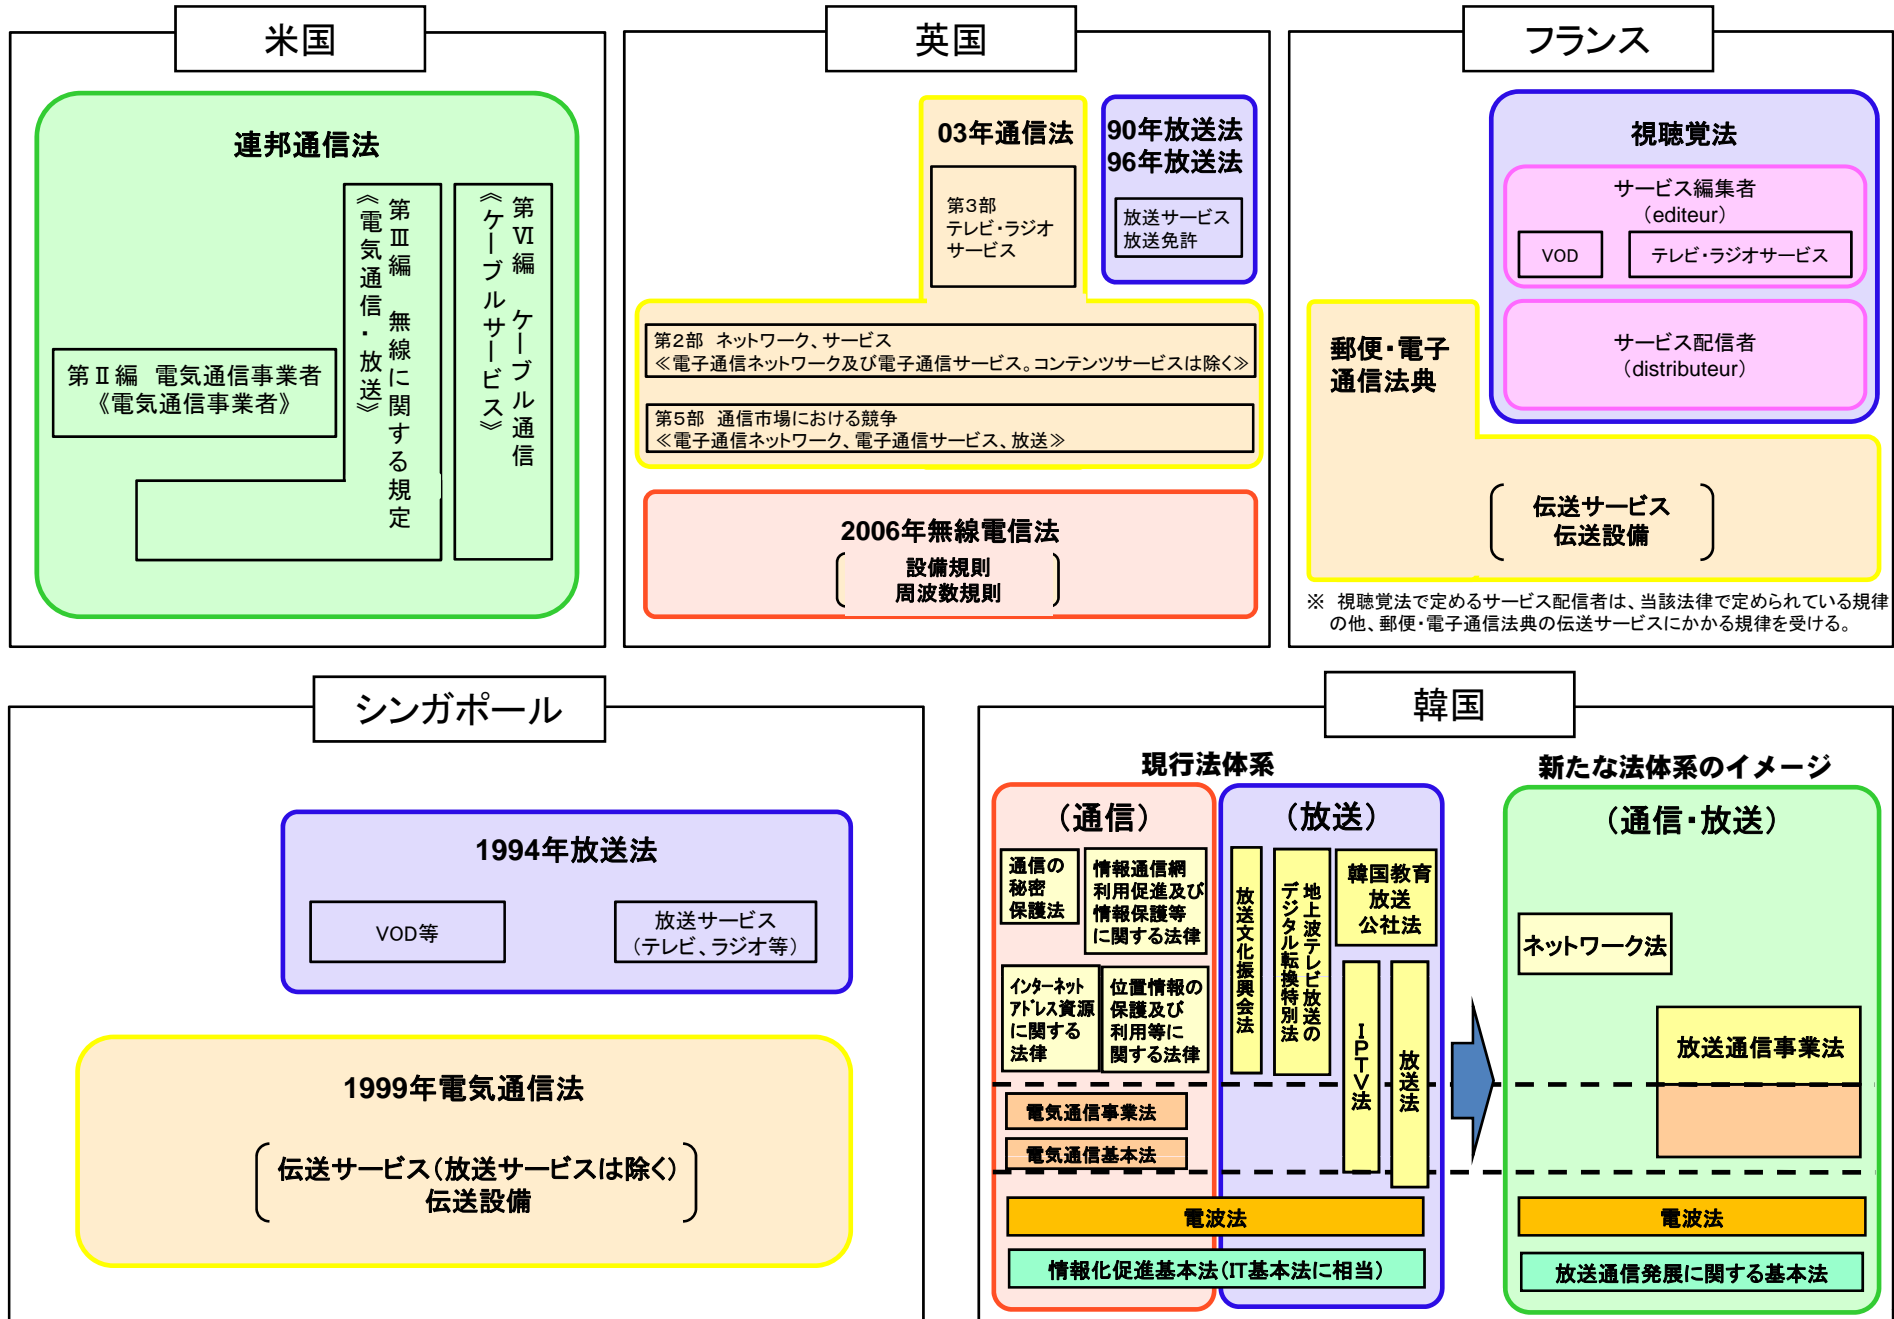 米国
連邦通信法
第Ⅱ編 電気通信事業者
《電気通信事業者》
第Ⅲ編 無線に関する規定
《電気通信・放送》
第Ⅵ編 ケーブル通信
《ケーブルサービス》
英国
03年通信法
第3部
テレビ・ラジオ
サービス
90年放送法
96年放送法
放送サービス
放送免許
第2部 ネットワーク、サービス
≪電子通信ネットワーク及び電子通信サービス。コンテンツサービスは除く≫
第5部 通信市場における競争
≪電子通信ネットワーク、電子通信サービス、放送≫
2006年無線電信法
設備規則
周波数規則
フランス
視聴覚法
サービス編集者
(editeur)
VOD
テレビ・ラジオサービス
サービス配信者
(distributeur)
郵便・電子
通信法典
伝送サービス
伝送設備
※ 視聴覚法で定めるサービス配信者は、当該法律で定められている規律
の他、郵便・電子通信法典の伝送サービスにかかる規律を受ける。
シンガポール
1994年放送法
VOD等
放送サービス
(テレビ、ラジオ等)
1999年電気通信法
伝送サービス(放送サービスは除く)
伝送設備
韓国
現行法体系
(通信)
通信の
秘密
保護法
情報通信網
利用促進及び
情報保護等
に関する法律
インターネット
アドレス資源
に関する
法律
位置情報の
保護及び
利用等に
関する法律
電気通信事業法
電気通信基本法
(放送)
放送文化振興会法
地上波テレビ放送の
デジタル転換特別法
韓国教育
放送
公社法
IPTV法
放送法
電波法
情報化促進基本法(IT基本法に相当)
新たな法体系のイメージ
(通信・放送)
ネットワーク法
放送通信事業法
電波法
放送通信発展に関する基本法